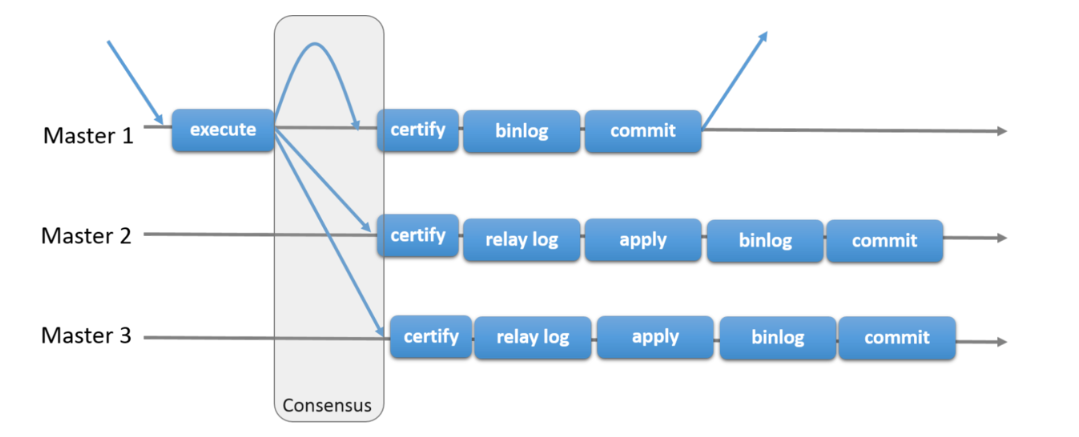 Master 1 execute certify binlog commit
Master 2 certify relay log apply binlog commit
Master 3 certify relay log apply binlog commit
Consensus